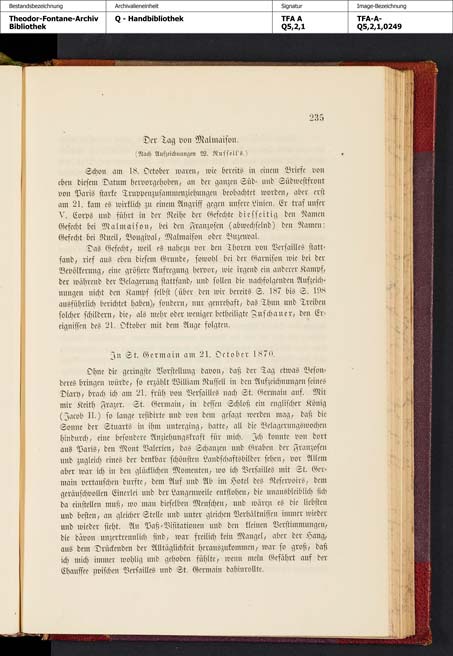 Bestandsbezeichnung
Archivalieneinheit
Signatur
Image-Bezeichnung
Theodor-Fontane-Archiv
Bibliothek
Q - Handbibliothek
TFA A
Q5,2,1
TFA-A-
Q5,2,1,0249
235
Der Tag von Malmaison.
(Nach Aufzeichnungen W. Russell's.)
Schon am 18. October waren, wie bereits in einem Briefe von
eben diesem Datum hervorgehoben, an der ganzen Süd- und Südwestfront
von Paris starke Truppenzusammenziehungen beobachtet worden, aber erst
am 21. kam es wirklich zu einem Angriff gegen unsere Linien. Er traf unser
V. Corps und führt in der Reihe der Gefechte diesseitig den Namen
Gefecht bei Malmaison, bei den Franzosen (abwechselnd) den Namen:
Gefecht bei Rueil, Bougival, Malmaison oder Buzenval.
Das Gefecht, weil es nahezu vor den Thoren von Versailles statt-
fand, rief aus eben diesem Grunde, sowohl bei der Garnison wie bei der
Bevölkerung, eine größere Aufregung hervor, wie irgend ein anderer Kampf,
der während der Belagerung stattfand, und sollen die nachfolgenden Aufzeich-
nungen nicht den Kampf selbst (über den wir bereits S. 187 bis S. 198
ausführlich berichtet haben), sondern, nur genrehaft, das Thun und Treiben
solcher schildern, die, als mehr oder weniger betheiligte Zuschauer, den Er-
eignissen des 21. October mit dem Auge folgten.
In St. Germain am 21. October 1870.
Ohne die geringste Vorstellung davon, daß der Tag etwas Beson-
deres bringen würde, so erzählt William Russell in den Aufzeichnungen seines
Diary, brach ich am 21. früh von Versailles nach St. Germain auf. Mit
mir Keith Frazer. St. Germain, in dessen Schloß ein englischer König
(Jacob II.) so lange residirte und von dem gesagt werden mag, daß die
Sonne der Stuarts in ihm unterging, hatte, all die Belagerungswochen
hindurch, eine besondere Anziehungskraft für mich. Ich konnte von dort
aus Paris, den Mont Valerien, das Schanzen und Graben der Franzosen
und zugleich eines der denkbar schönsten Landschaftsbilder sehen, vor Allem
aber war ich in den glücklichen Momenten, wo ich Versailles mit St. Ger-
main vertauschen durfte, dem Auf und Ab im Hotel des Reservoirs, dem
geräuschvollen Einerlei und der Langenweile entflohen, die unausbleiblich sich
da einstellen muß, wo man dieselben Menschen, und wären es die liebsten
und besten, an gleicher Stelle und unter gleichen Verhältnissen immer wieder
und wieder sieht. An Paß-Visitationen und den kleinen Verstimmungen,
die davon unzertrennlich sind, war freilich kein Mangel, aber der Hang,
aus dem Drückenden der Alltäglichkeit herauszukommen, war so groß, daß
ich mich immer wohlig und gehoben fühlte, wenn mein Gefährt auf der
Chaussee zwischen Versailles und St. Germain dahinrollte.